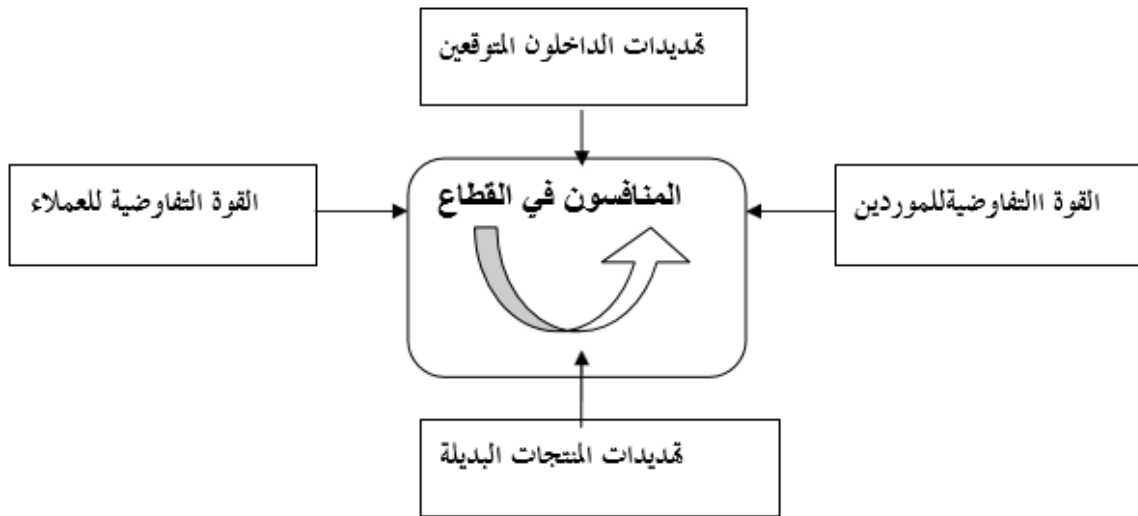 تهديدات الداخلون المتوقعين
المنافسون في القطاع
القوة االتفاوضيةللموردين
القوة التفاوضية للعملاء
تهديدات المنتجات البديلة